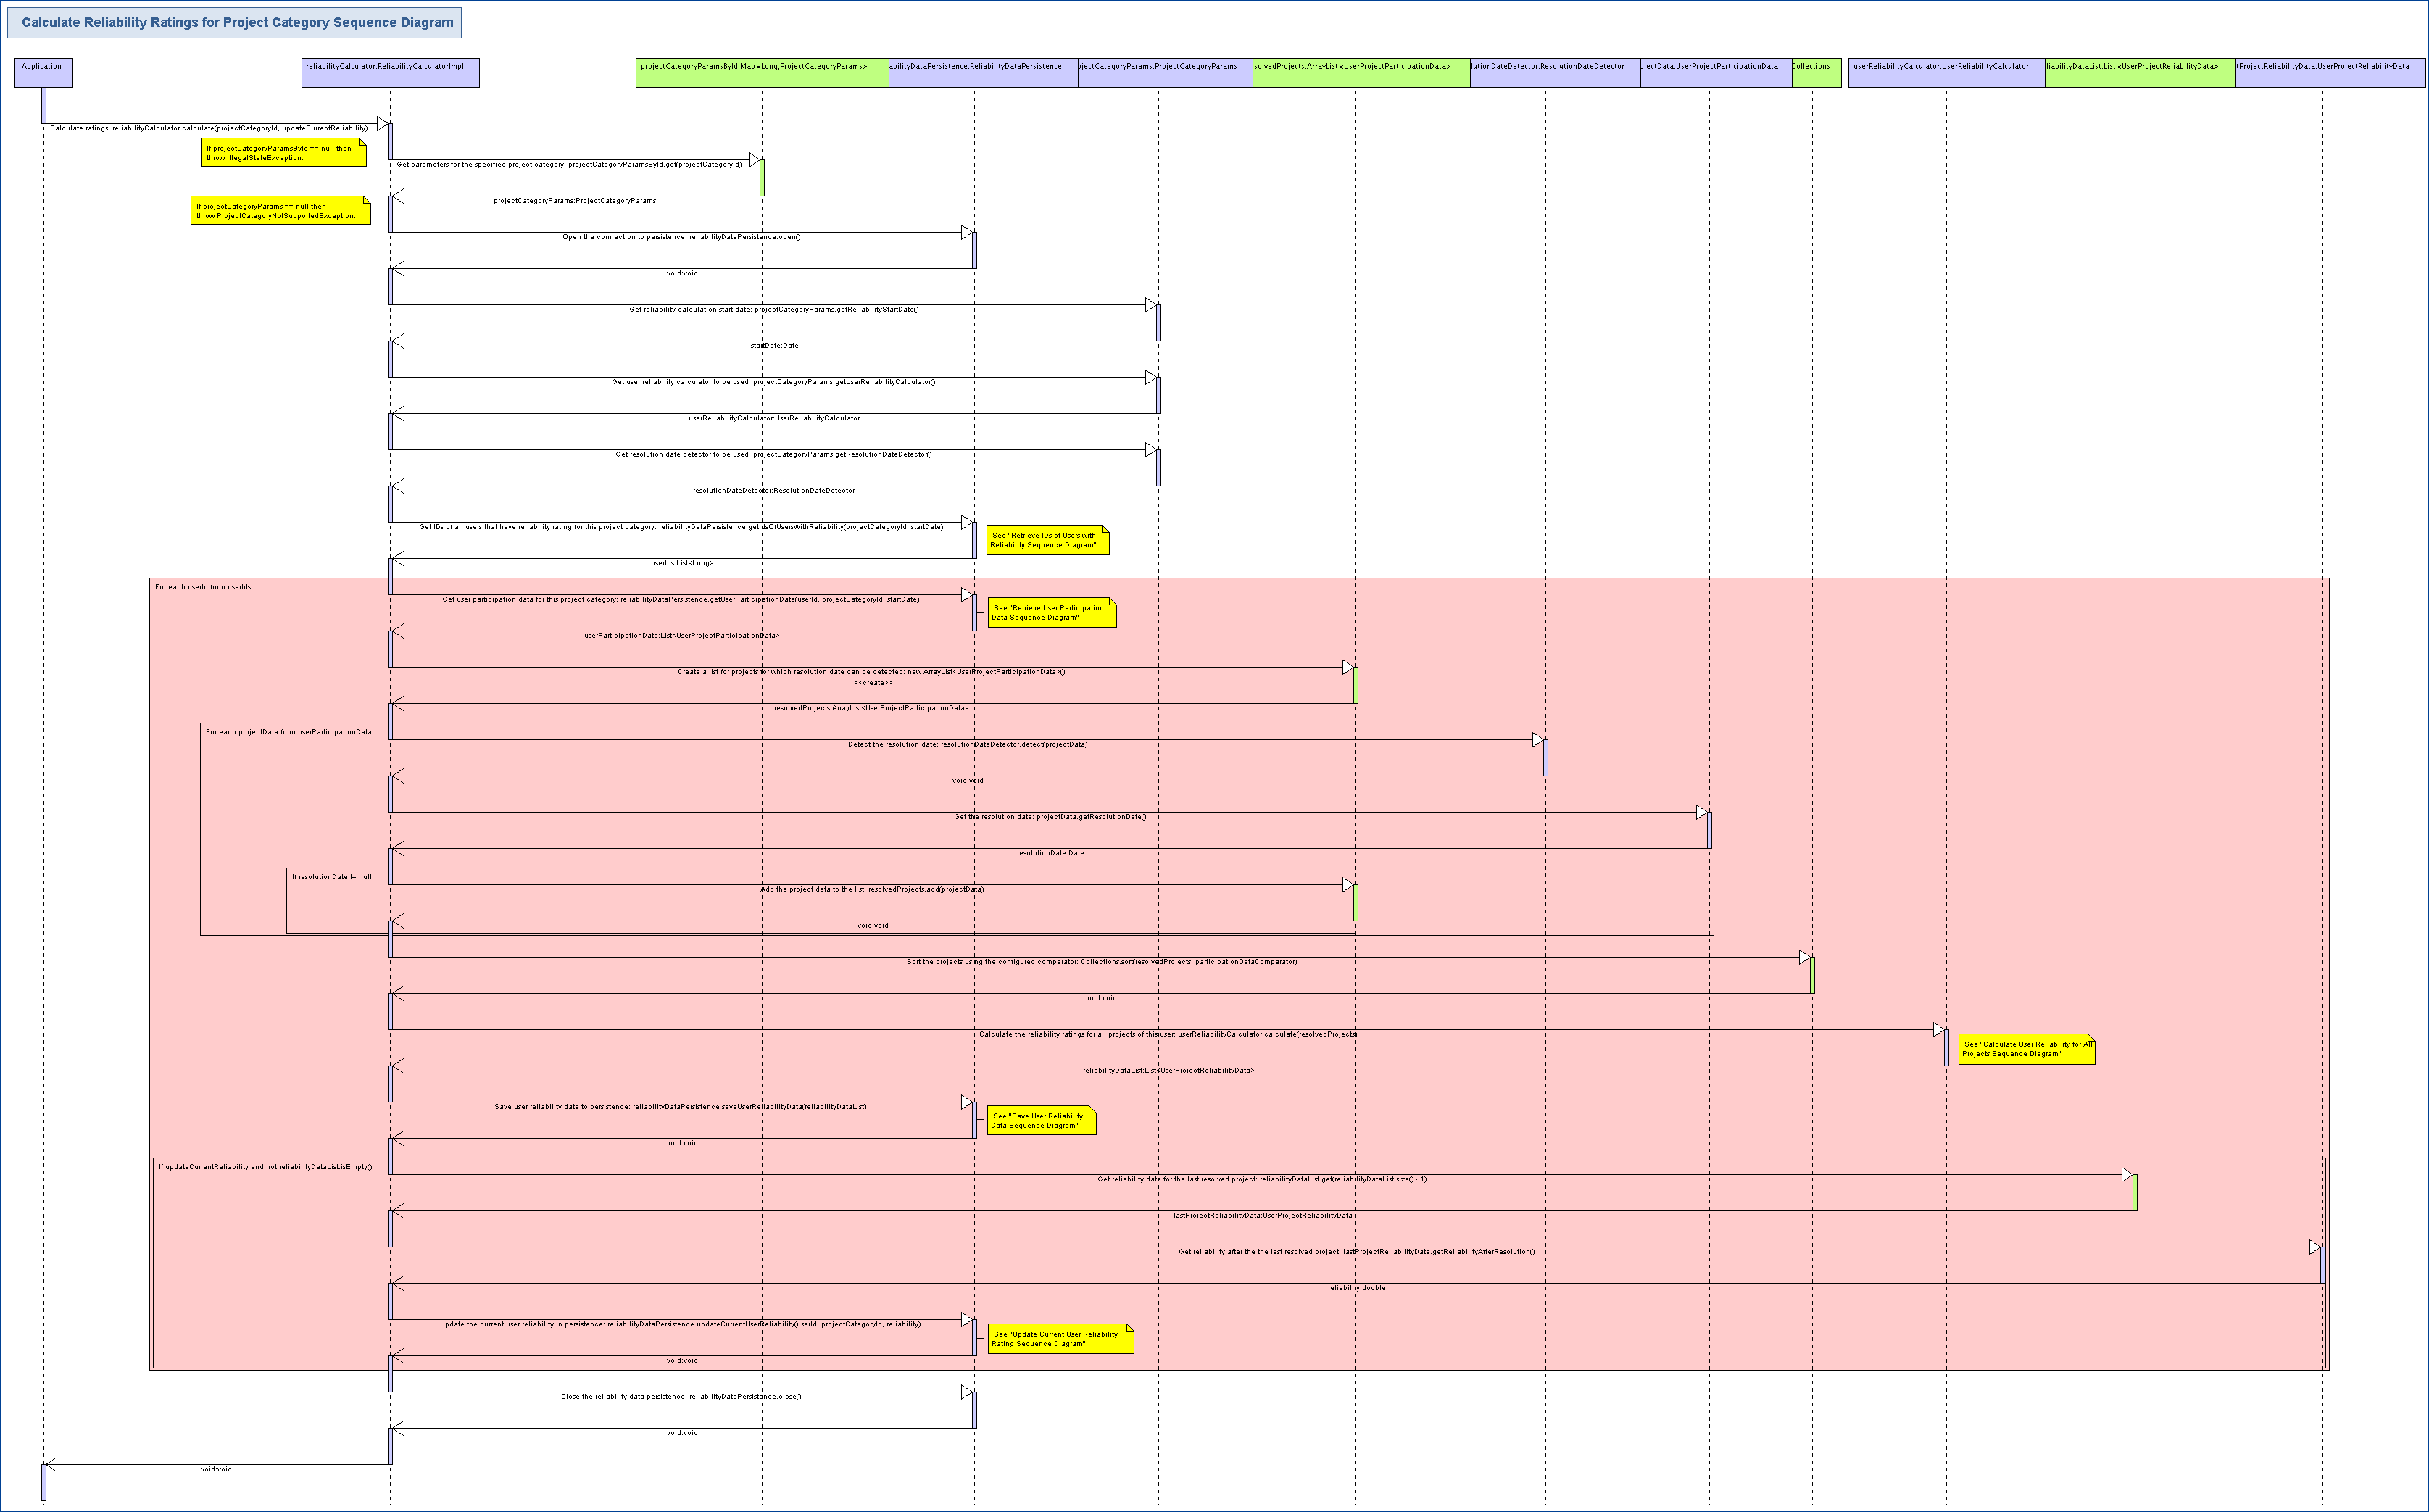 Calculate Reliability Ratings for Project Category Sequence Diagram
Application
reliabilityCalculator:ReliabilityCalculatorImpl
projectCategoryParamsById:Map<Long,ProjectCategoryParams>
abilityDataPersistence:ReliabilityDataPersistence
ojectCategoryParams:ProjectCategoryParams
solvedProjects:ArrayList<UserProjectParticipationData>
lutionDateDetector:ResolutionDateDetector
ojectData:UserProjectParticipationData
Collections
userReliabilityCalculator:UserReliabilityCalculator
liabilityDataList:List<UserProjectReliabilityData>
tProjectReliabilityData:UserProjectReliabilityData
Calculate ratings: reliabilityCalculator.calculate(projectCategoryId, updateCurrentReliability)
If projectCategoryParamsById == null then
throw IllegalStateException.
Get parameters for the specified project category: projectCategoryParamsById.get(projectCategoryId)
projectCategoryParams:ProjectCategoryParams
If projectCategoryParams == null then
throw ProjectCategoryNotSupportedException.
Open the connection to persistence: reliabilityDataPersistence.open()
void:void
Get reliability calculation start date: projectCategoryParams.getReliabilityStartDate()
startDate:Date
Get user reliability calculator to be used: projectCategoryParams.getUserReliabilityCalculator()
userReliabilityCalculator:UserReliabilityCalculator
Get resolution date detector to be used: projectCategoryParams.getResolutionDateDetector()
resolutionDateDetector:ResolutionDateDetector
Get IDs of all users that have reliability rating for this project category: reliabilityDataPersistence.getIdsOfUsersWithReliability(projectCategoryId, startDate)
See "Retrieve IDs of Users with
Reliability Sequence Diagram"
userIds:List<Long>
For each userId from userIds
Get user participation data for this project category: reliabilityDataPersistence.getUserParticipationData(userId, projectCategoryId, startDate)
See "Retrieve User Participation
Data Sequence Diagram"
userParticipationData:List<UserProjectParticipationData>
Create a list for projects for which resolution date can be detected: new ArrayList<UserProjectParticipationData>()
<<create>>
resolvedProjects:ArrayList<UserProjectParticipationData>
For each projectData from userParticipationData
Detect the resolution date: resolutionDateDetector.detect(projectData)
void:void
Get the resolution date: projectData.getResolutionDate()
resolutionDate:Date
If resolutionDate != null
Add the project data to the list: resolvedProjects.add(projectData)
void:void
Sort the projects using the configured comparator: Collections.sort(resolvedProjects, participationDataComparator)
void:void
Calculate the reliability ratings for all projects of this user: userReliabilityCalculator.calculate(resolvedProjects)
See "Calculate User Reliability for All
Projects Sequence Diagram"
reliabilityDataList:List<UserProjectReliabilityData>
Save user reliability data to persistence: reliabilityDataPersistence.saveUserReliabilityData(reliabilityDataList)
See "Save User Reliability
Data Sequence Diagram"
void:void
If updateCurrentReliability and not reliabilityDataList.isEmpty()
Get reliability data for the last resolved project: reliabilityDataList.get(reliabilityDataList.size() - 1)
lastProjectReliabilityData:UserProjectReliabilityData
Get reliability after the the last resolved project: lastProjectReliabilityData.getReliabilityAfterResolution()
reliability:double
Update the current user reliability in persistence: reliabilityDataPersistence.updateCurrentUserReliability(userId, projectCategoryId, reliability)
See "Update Current User Reliability
Rating Sequence Diagram"
void:void
Close the reliability data persistence: reliabilityDataPersistence.close()
void:void
void:void